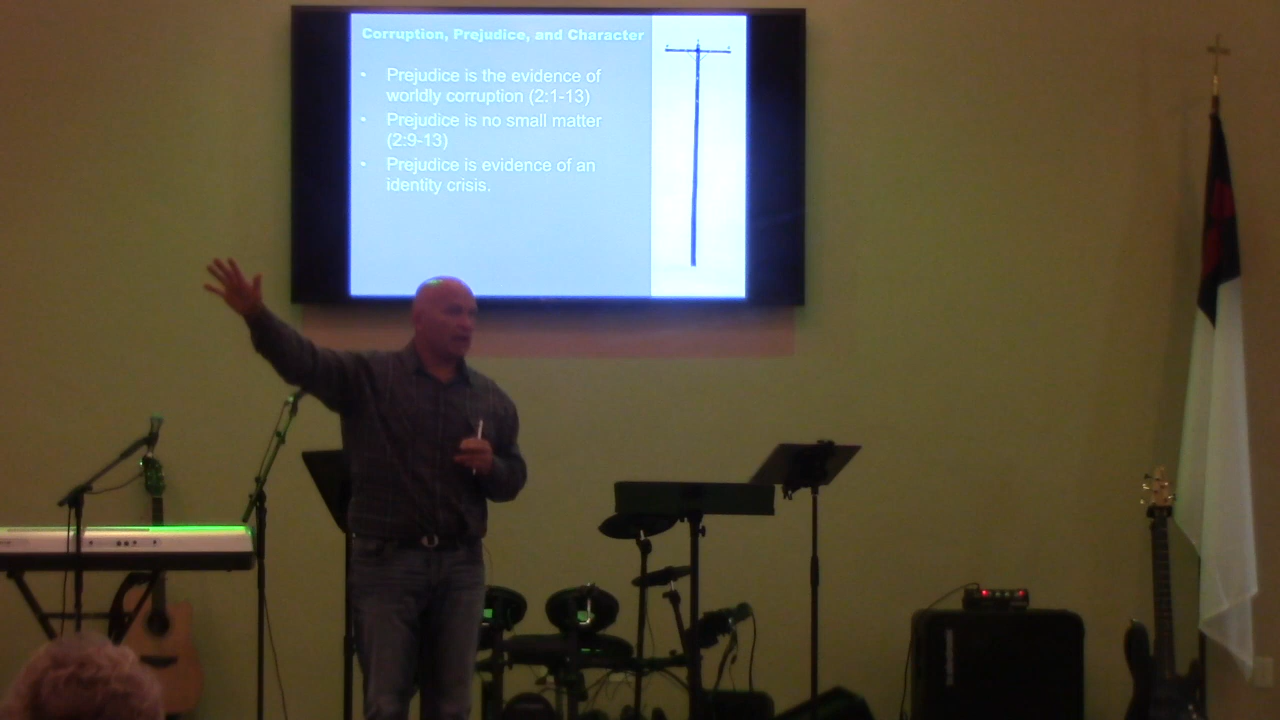 Corruption, Prejudice, and Character
• Prejudice is the evidence of
worldly corruption (2:1-13)
• Prejudice is no small matter
(2:9-13)
• Prejudice is evidence of an
identity crisis.